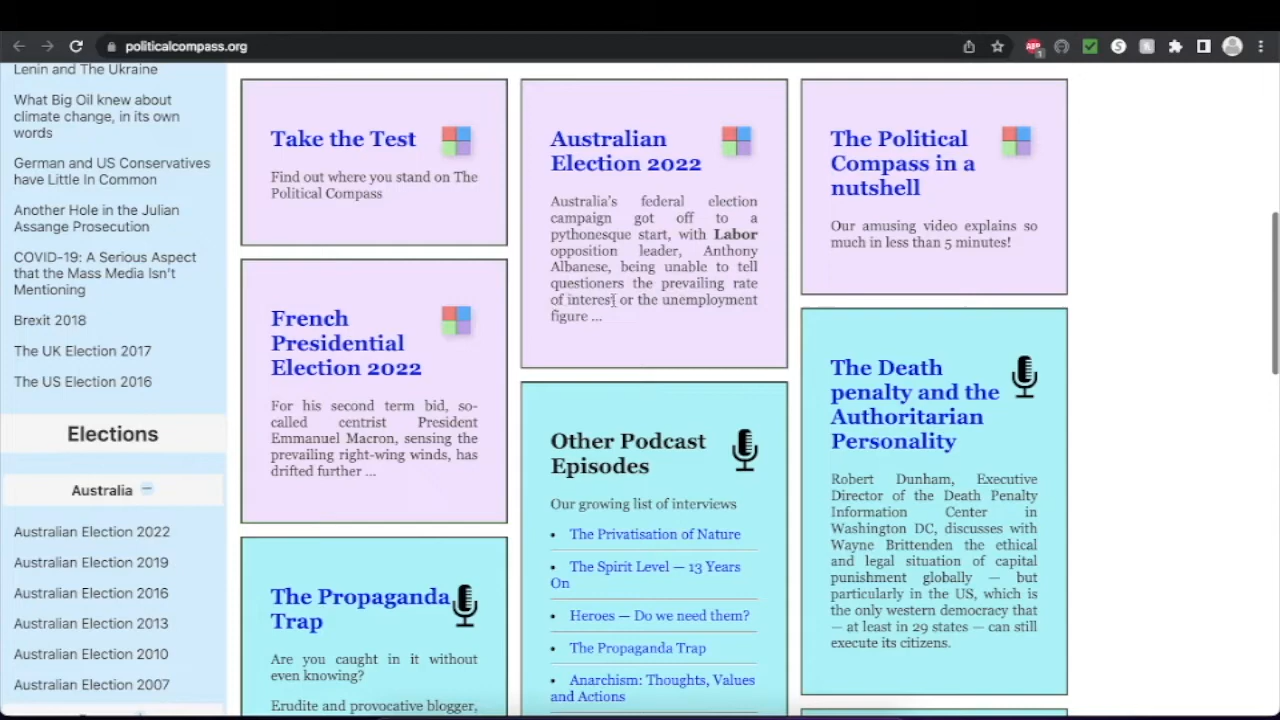 politicalcompass.org
ABP
1
S
Lenin and The Ukraine
What Big Oil knew about
climate change, in its own
words
German and US Conservatives
have Little In Common
Another Hole in the Julian
Assange Prosecution
COVID-19: A Serious Aspect
that the Mass Media Isn't
Mentioning
Brexit 2018
The UK Election 2017
The US Election 2016
Elections
Australia
Australian Election 2022
Australian Election 2019
Australian Election 2016
Australian Election 2013
Australian Election 2010
Australian Election 2007
Take the Test
Find out where you stand on The
Political Compass
French
Presidential
Election 2022
For his second term bid, so-
called centrist President
Emmanuel Macron, sensing the
prevailing right-wing winds, has
drifted further ...
The Propaganda
Trap
Are you caught in it without
even knowing?
Erudite and provocative blogger,
Australian
Election 2022
Australia's federal election
campaign got off to a
pythonesque start, with Labor
opposition leader, Anthony
Albanese, being unable to tell
questioners the prevailing rate
of interest or the unemployment
figure ...
Other Podcast
Episodes
Our growing list of interviews
• The Privatisation of Nature
• The Spirit Level — 13 Years
On
• Heroes — Do we need them?
• The Propaganda Trap
• Anarchism: Thoughts, Values
and Actions
The Political
Compass in a
nutshell
Our amusing video explains so
much in less than 5 minutes!
The Death
penalty and the
Authoritarian
Personality
Robert Dunham, Executive
Director of the Death Penalty
Information Center in
Washington DC, discusses with
Wayne Brittenden the ethical
and legal situation of capital
punishment globally — but
particularly in the US, which is
the only western democracy that
— at least in 29 states — can still
execute its citizens.